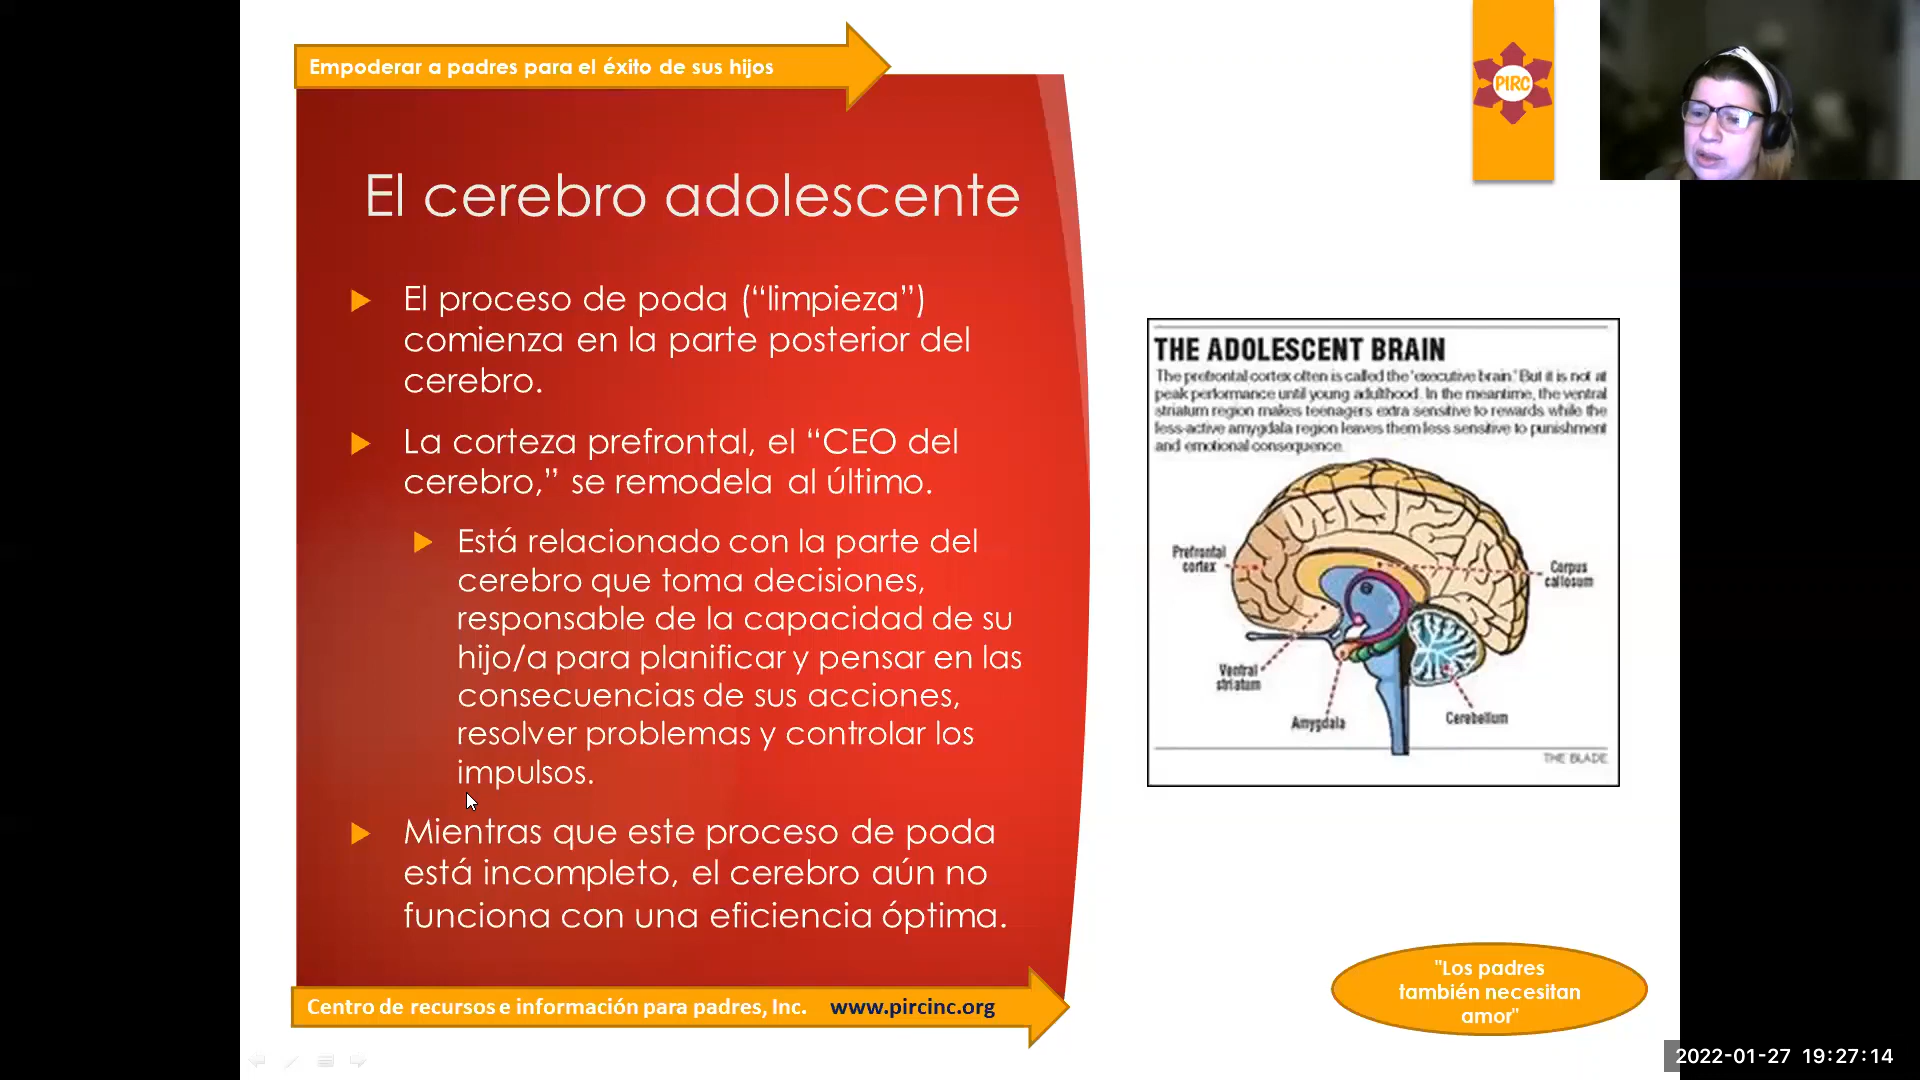 Empoderar a padres para el éxito de sus hijos
PIRC
El cerebro adolescente
El proceso de poda (“limpieza”)
comienza en la parte posterior del
cerebro.
La corteza prefrontal, el “CEO del
cerebro,” se remodela al último.
Está relacionado con la parte del
cerebro que toma decisiones,
responsable de la capacidad de su
hijo/a para planificar y pensar en las
consecuencias de sus acciones,
resolver problemas y controlar los
impulsos.
Mientras que este proceso de poda
está incompleto, el cerebro aún no
funciona con una eficiencia óptima.
THE ADOLESCENT BRAIN
The prefrontal cortex often is called the 'executive brain.' But it is not at
peak performance until young adulthood. In the meantime, the ventral
striatum region makes teenagers extra sensitive to rewards while the
less-active amygdala region leaves them less sensitive to punishment
and emotional consequence.
Prefrontal
cortex
Corpus
callosum
Ventral
striatum
Amygdala
Cerebellum
THE BLADE
Centro de recursos e información para padres, Inc. www.pircinc.org
"Los padres
también necesitan
amor"
2022-01-27 19:27:14